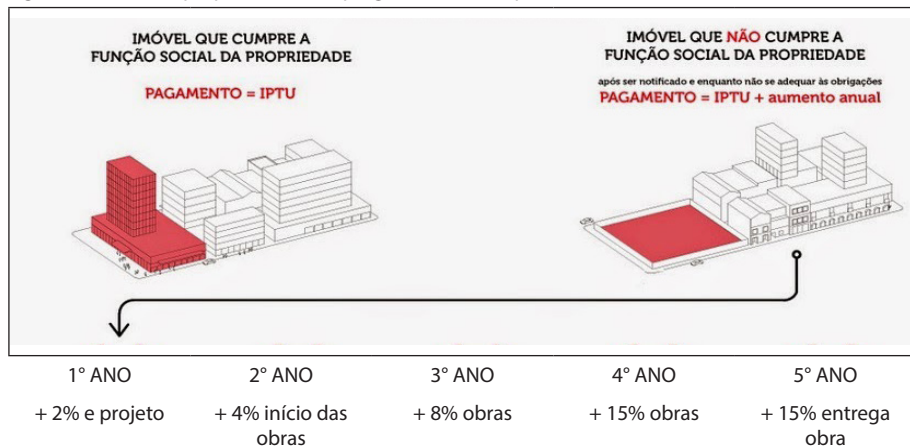 IMÓVEL QUE CUMPRE A
FUNÇÃO SOCIAL DA PROPRIEDADE
PAGAMENTO = IPTU
IMÓVEL QUE NÃO CUMPRE A
FUNÇÃO SOCIAL DA PROPRIEDADE
após ser notificado e enquanto não se adequar às obrigações
PAGAMENTO = IPTU + aumento anual
1° ANO
2° ANO
3° ANO
4° ANO
5° ANO
+ 2% e projeto
+ 4% início das
obras
+ 8% obras
+ 15% obras
+ 15% entrega
obra